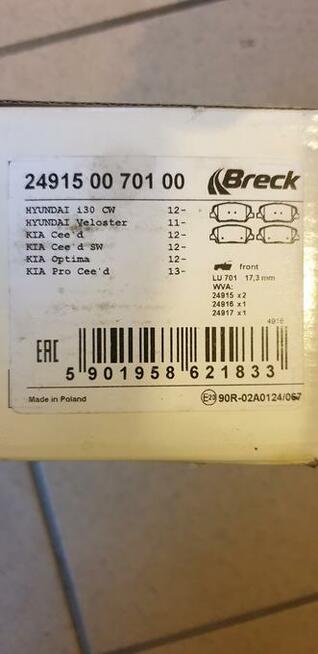 24915 00 701 00 Breck
HYUNDAI i30 CW 12-
HYUNDAI Veloster 11-
KIA Cee'd 12-
KIA Cee'd SW 12-
KIA Optima 12-
KIA Pro Cee'd 13-
front
LU 701 17,3 mm
WVA:
24915 x2
24916 x1
24917 x1
4916
EAC
5 901958 621833
Made in Poland
E20 90R-02A0124/067